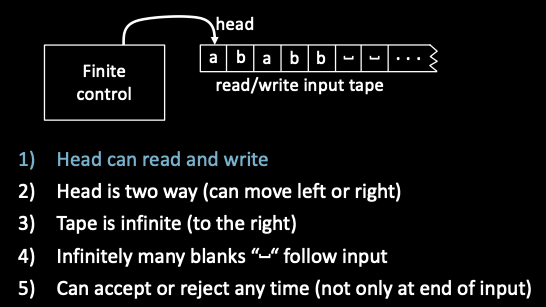 head
Finite
control
a b a b b ⎵ ⎵ ···
read/write input tape
1) Head can read and write
2) Head is two way (can move left or right)
3) Tape is infinite (to the right)
4) Infinitely many blanks “⎵“ follow input
5) Can accept or reject any time (not only at end of input)